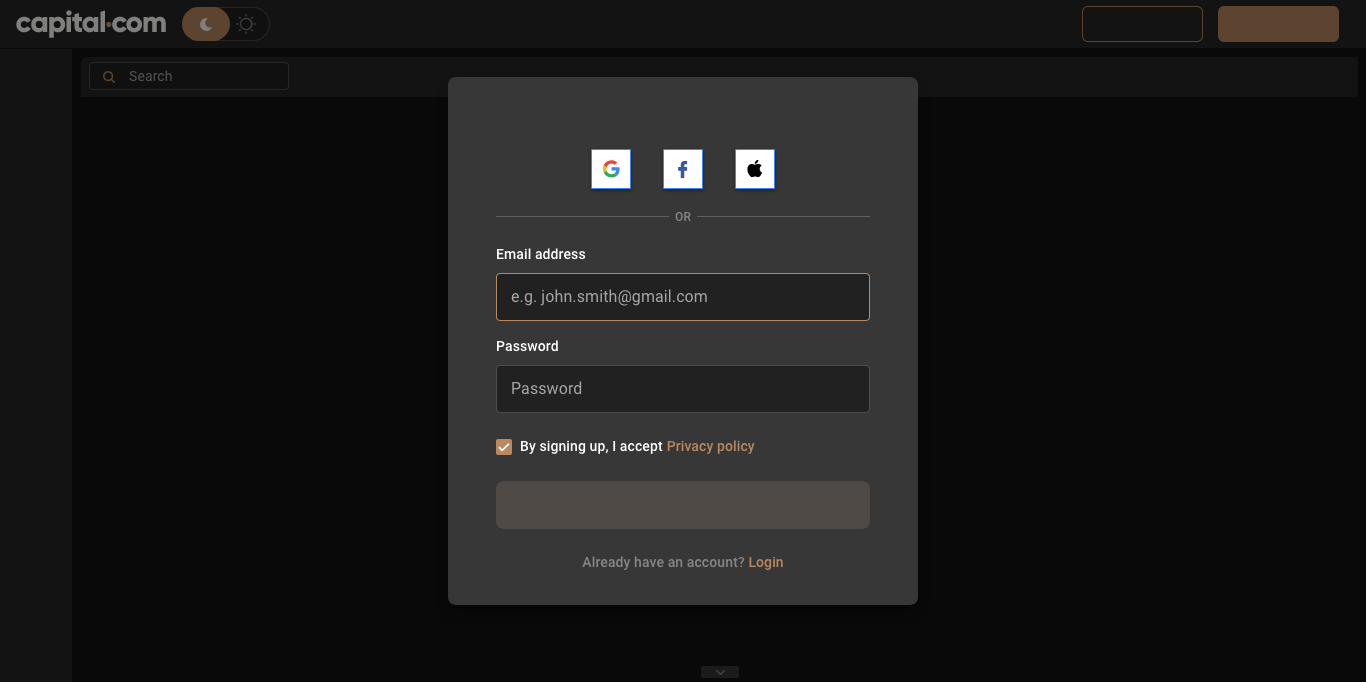 capital.com
Search
OR
Email address
e.g. john.smith@gmail.com
Password
Password
By signing up, I accept Privacy policy
Already have an account? Login